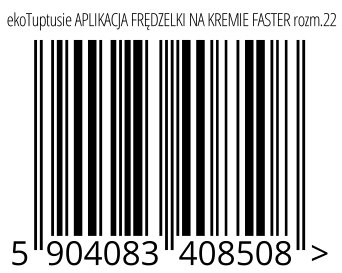 ekoTuptusie APLIKACJA FRĘDZELKI NA KREMIE FASTER rozm.22
5 904083 408508 >